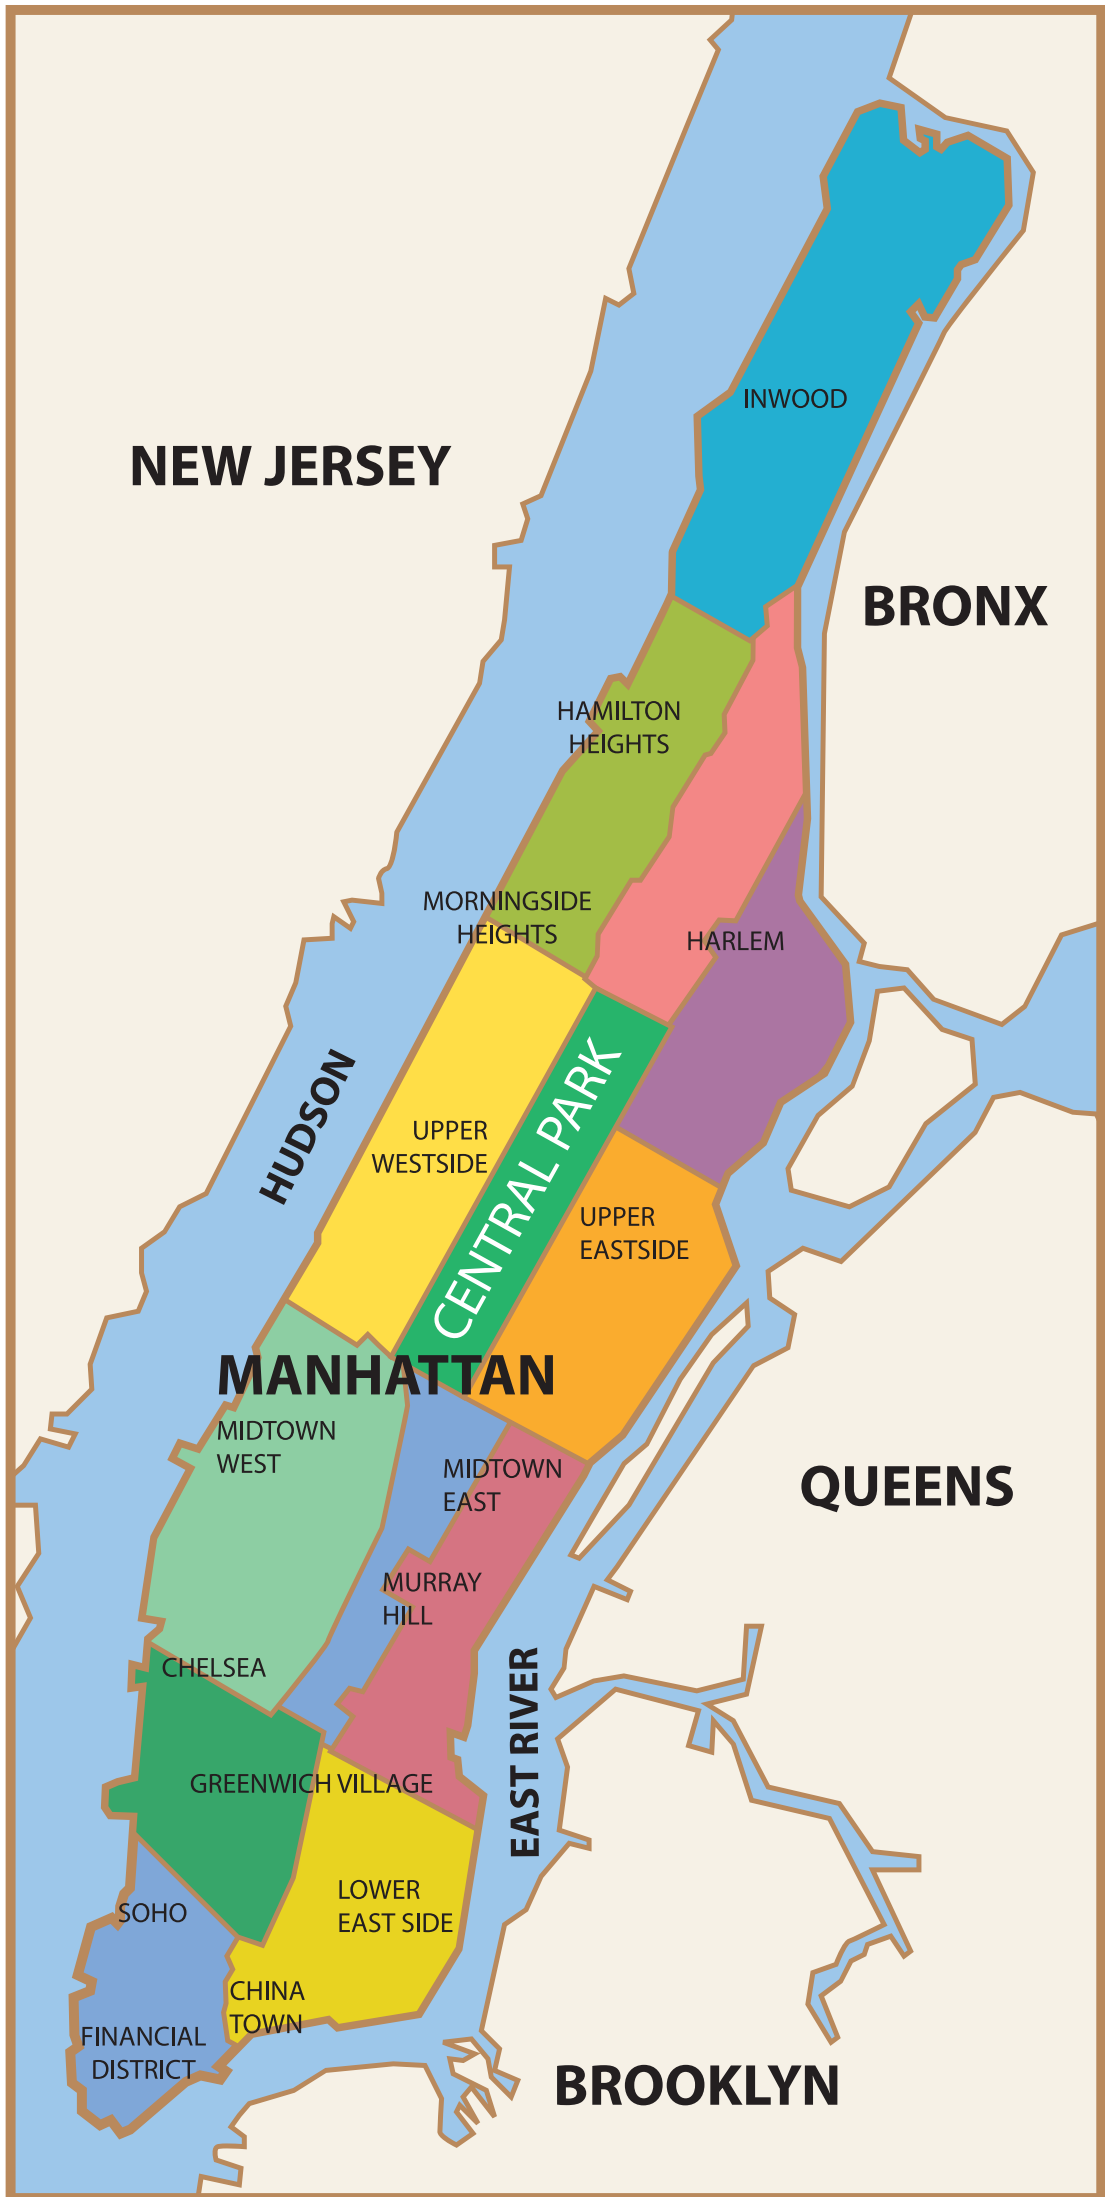 INWOOD
NEW JERSEY
BRONX
HAMILTON
HEIGHTS
MORNINGSIDE
HEIGHTS
HARLEM
HUDSON
CENTRAL PARK
UPPER
WESTSIDE
UPPER
EASTSIDE
MANHATTAN
MIDTOWN
WEST
MIDTOWN
EAST
QUEENS
MURRAY
HILL
CHELSEA
EAST RIVER
GREENWICH VILLAGE
LOWER
EAST SIDE
SOHO
CHINA
TOWN
FINANCIAL
DISTRICT
BROOKLYN